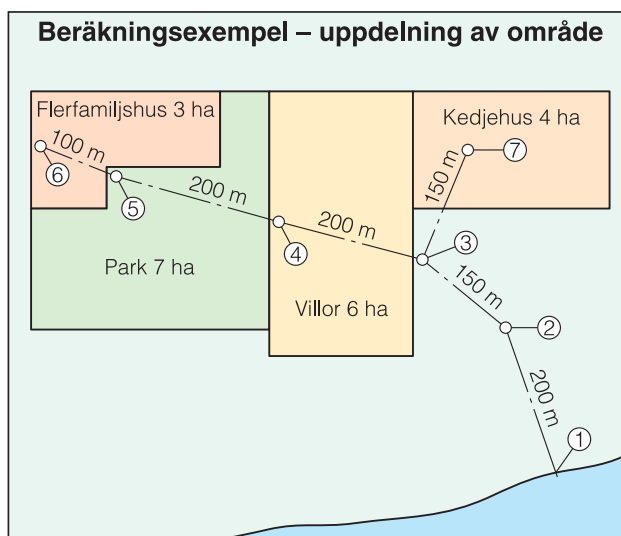 Beräkningsexempel – uppdelning av område
Flerfamiljshus 3 ha
Kedjehus 4 ha
100 m
6
5
200 m
7
150 m
200 m
4
3
Park 7 ha
Villor 6 ha
150 m
2
200 m
1